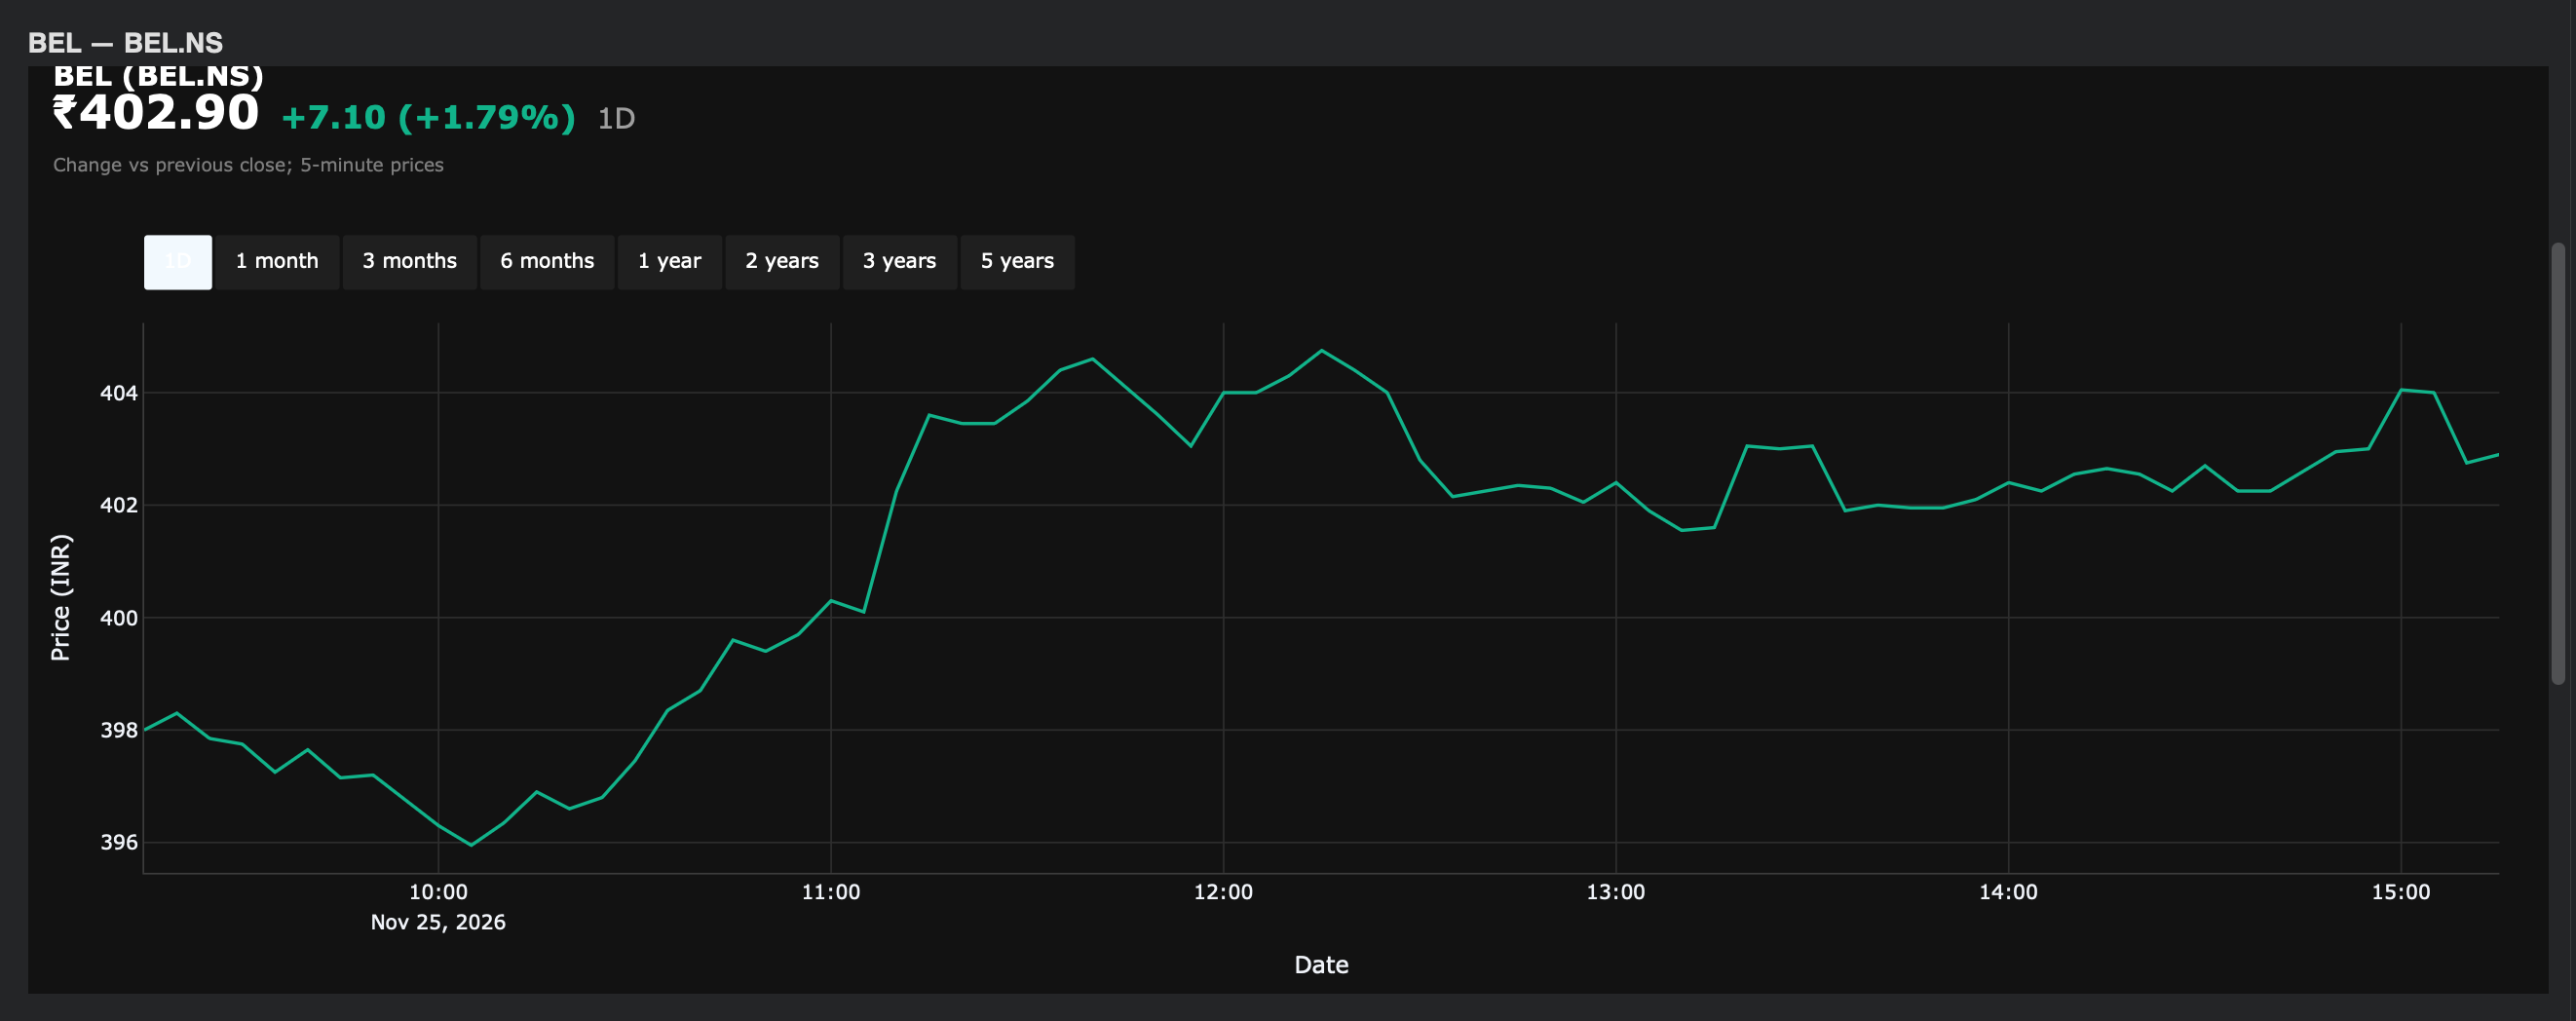 BEL — BEL.NS
BEL (BEL.NS)
₹402.90 +7.10 (+1.79%) 1D
Change vs previous close; 5-minute prices
1D 1 month 3 months 6 months 1 year 2 years 3 years 5 years
404
402
400
398
396
Price (INR)
10:00 11:00 12:00 13:00 14:00 15:00
Nov 25, 2026
Date